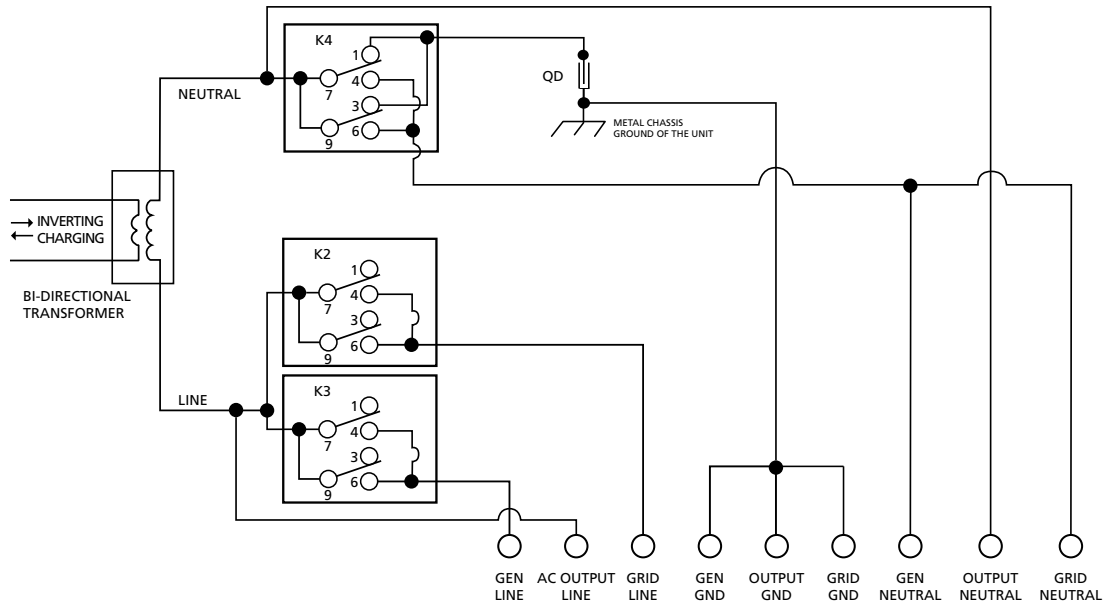 K4
1
4
7
3
6
9
NEUTRAL
QD
METAL CHASSIS
GROUND OF THE UNIT
INVERTING
CHARGING
BI-DIRECTIONAL
TRANSFORMER
K2
1
4
7
3
6
9
LINE
K3
1
4
7
3
6
9
GEN
LINE
AC OUTPUT
LINE
GRID
LINE
GEN
GND
OUTPUT
GND
GRID
GND
GEN
NEUTRAL
OUTPUT
NEUTRAL
GRID
NEUTRAL